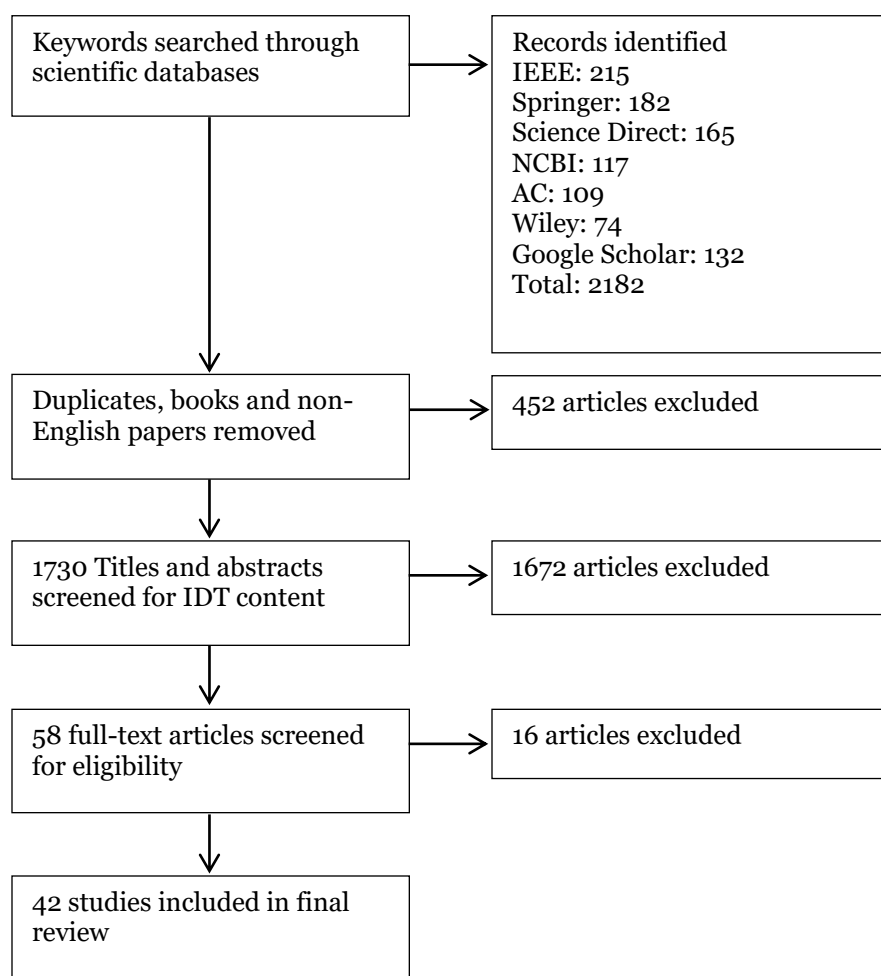 Keywords searched through
scientific databases
Records identified
IEEE: 215
Springer: 182
Science Direct: 165
NCBI: 117
AC: 109
Wiley: 74
Google Scholar: 132
Total: 2182
Duplicates, books and non-
English papers removed
452 articles excluded
1730 Titles and abstracts
screened for IDT content
1672 articles excluded
58 full-text articles screened
for eligibility
16 articles excluded
42 studies included in final
review